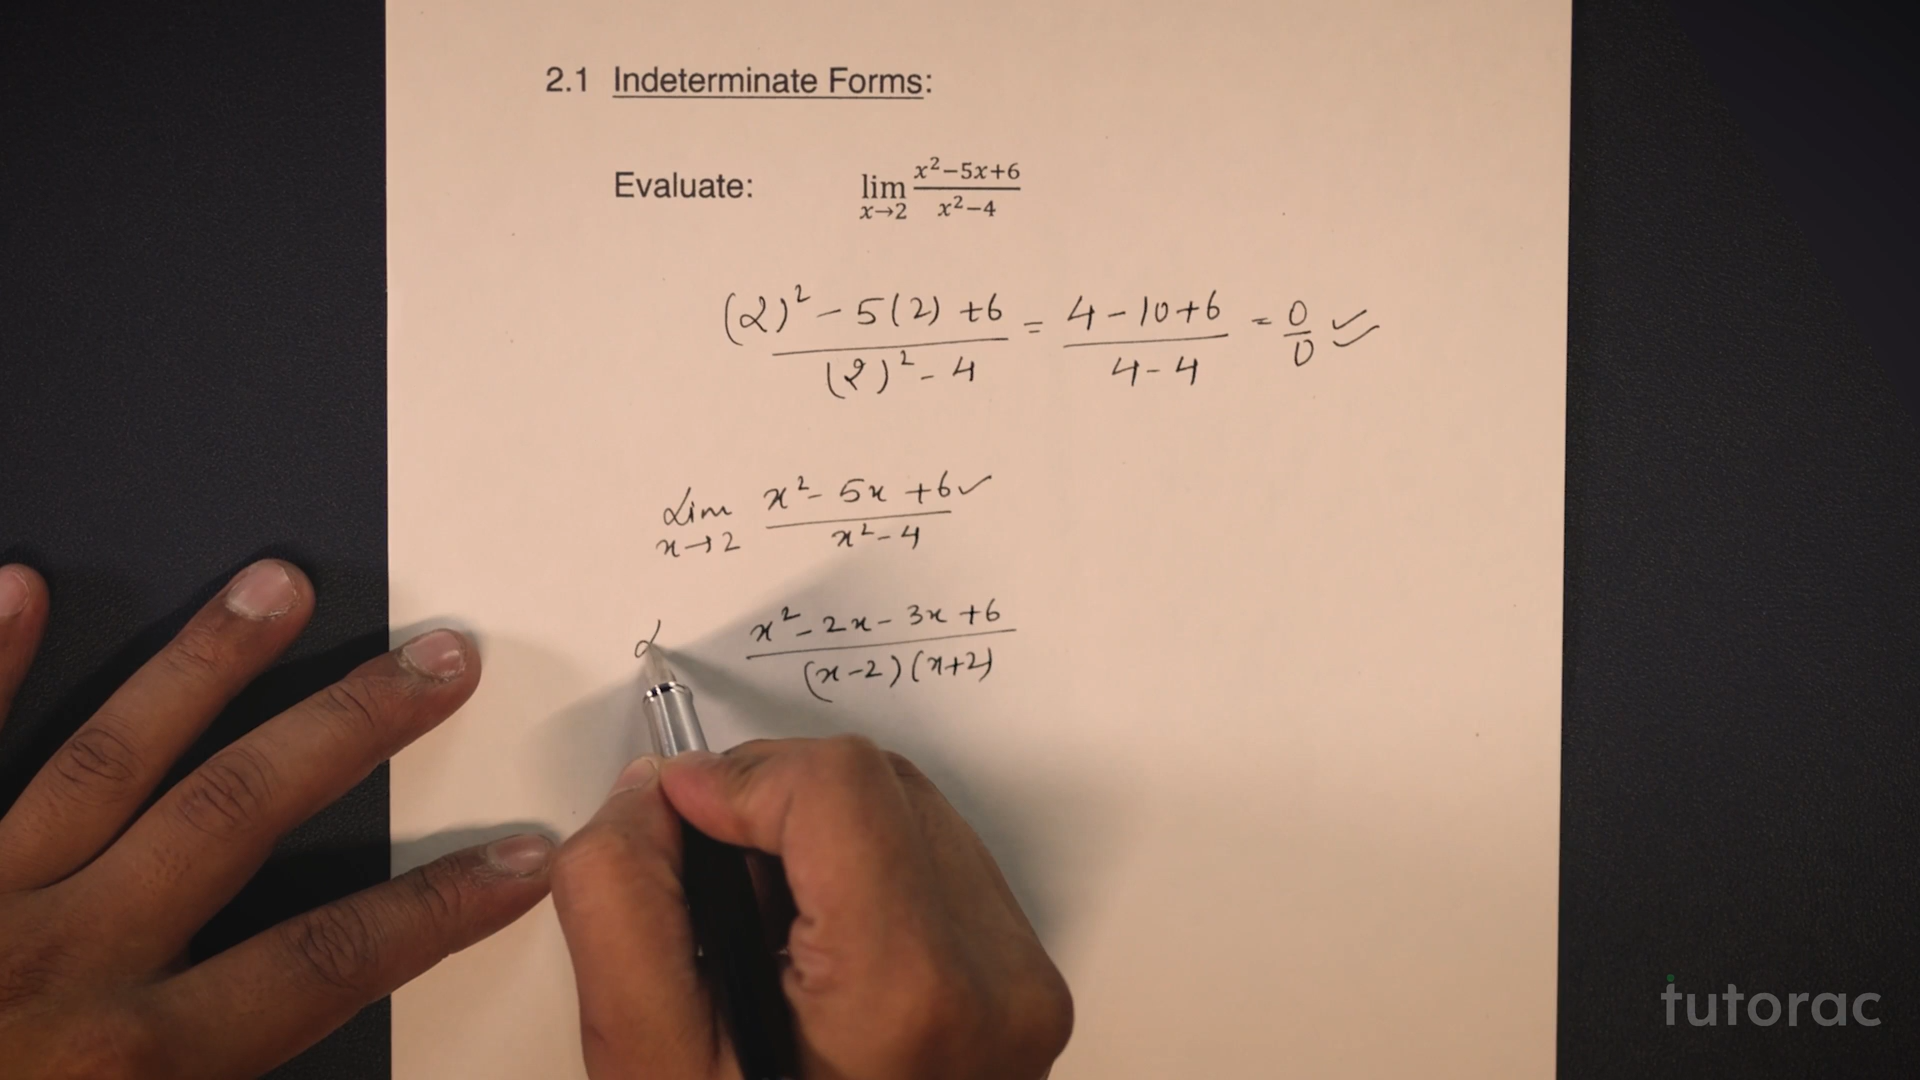 2.1 Indeterminate Forms:
Evaluate: lim x→2 x²−5x+6 / x²−4
(2)² − 5(2) + 6 / (2)² − 4 = 4 − 10 + 6 / 4 − 4 = 0/0 ✓
Lim x→2 x² − 5x + 6 ✓ / x² − 4
L x² − 2x − 3x + 6 / (x−2)(x+2)
tutorac